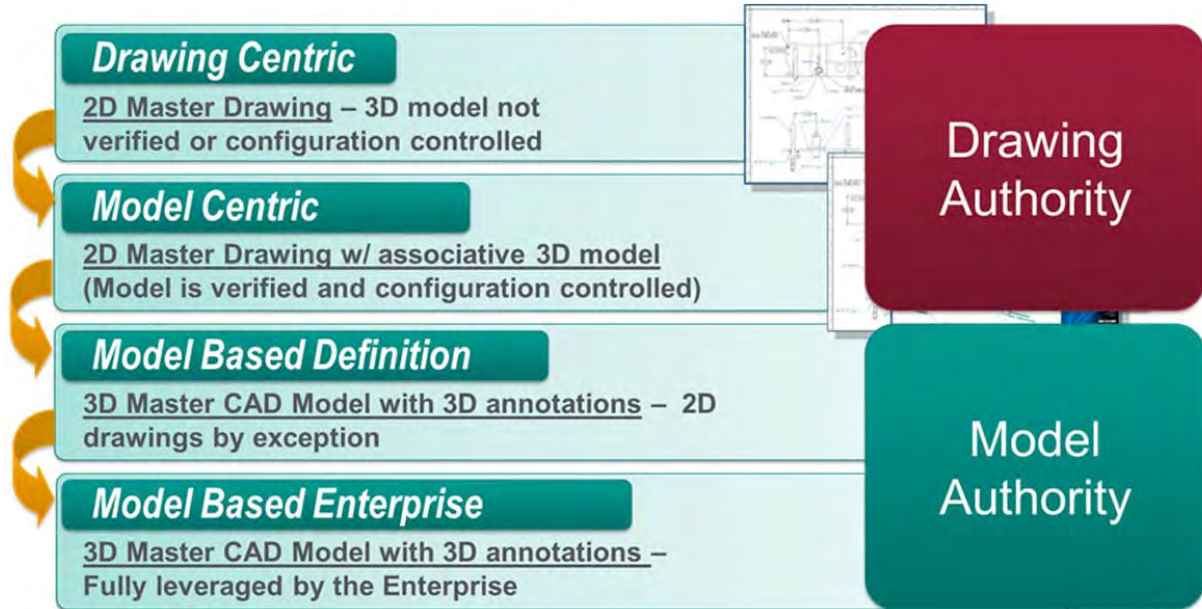 Drawing Centric
2D Master Drawing – 3D model not
verified or configuration controlled
Model Centric
2D Master Drawing w/ associative 3D model
(Model is verified and configuration controlled)
Model Based Definition
3D Master CAD Model with 3D annotations – 2D
drawings by exception
Model Based Enterprise
3D Master CAD Model with 3D annotations –
Fully leveraged by the Enterprise
Drawing
Authority
Model
Authority